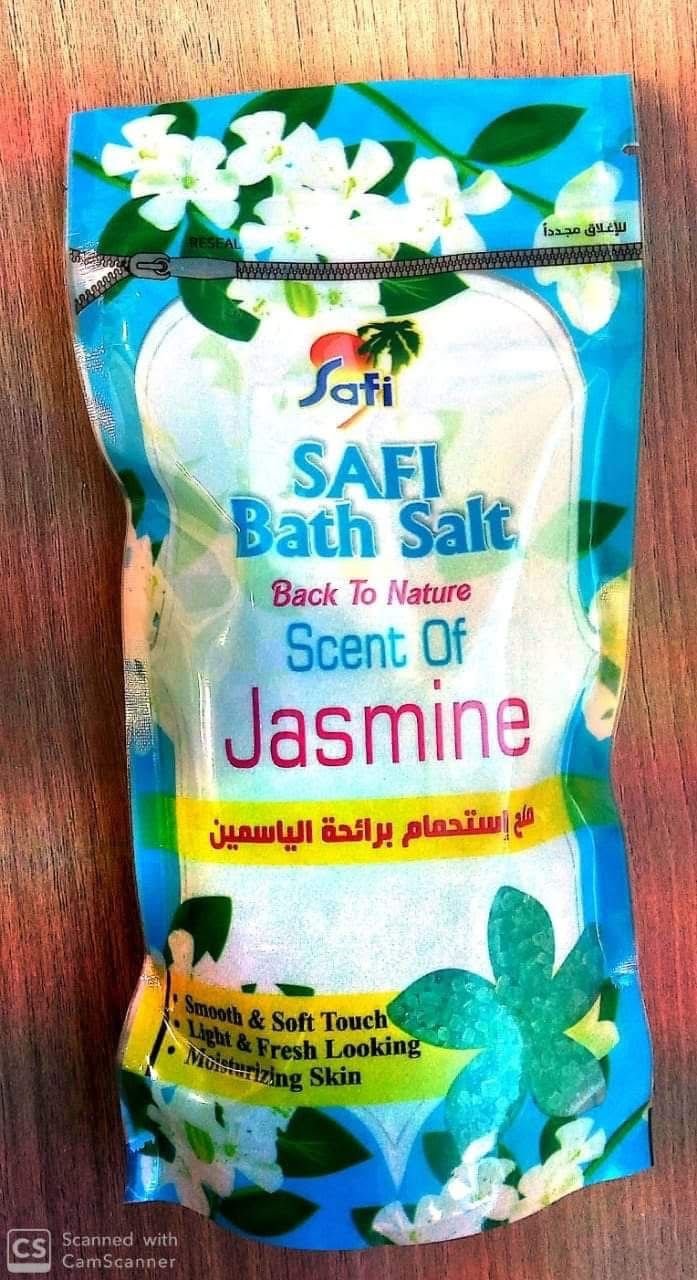 RESEAL
للإغلاق مجدداً
Safi
SAFI
Bath Salt
Back To Nature
Scent Of
Jasmine
ملح إستحمام برائحة الياسمين
• Smooth & Soft Touch
• Light & Fresh Looking
• Moisturizing Skin
CS
Scanned with
CamScanner